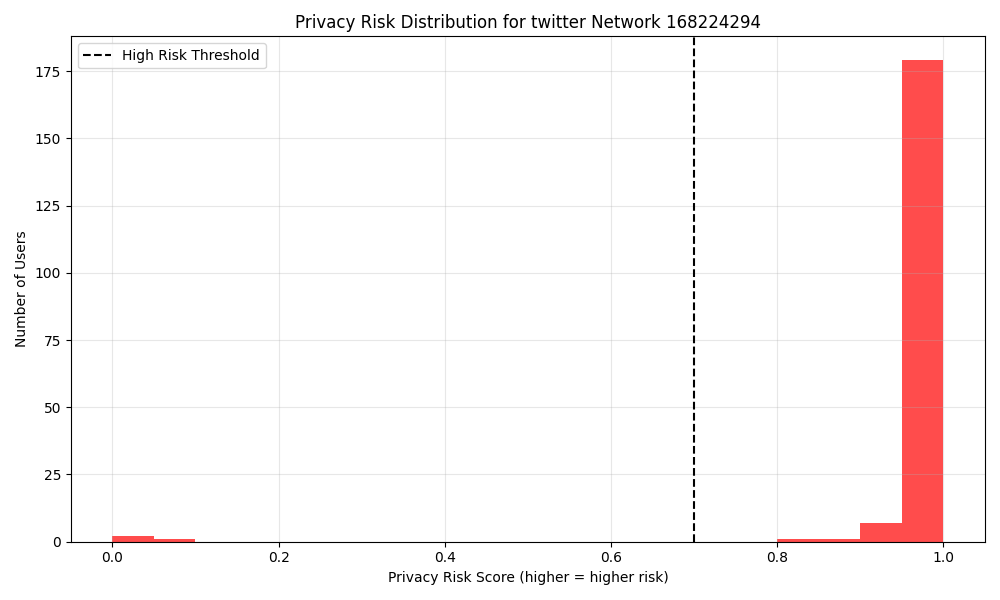 Privacy Risk Distribution for twitter Network 168224294
High Risk Threshold
175
150
125
100
75
50
25
0
Number of Users
0.0 0.2 0.4 0.6 0.8 1.0
Privacy Risk Score (higher = higher risk)